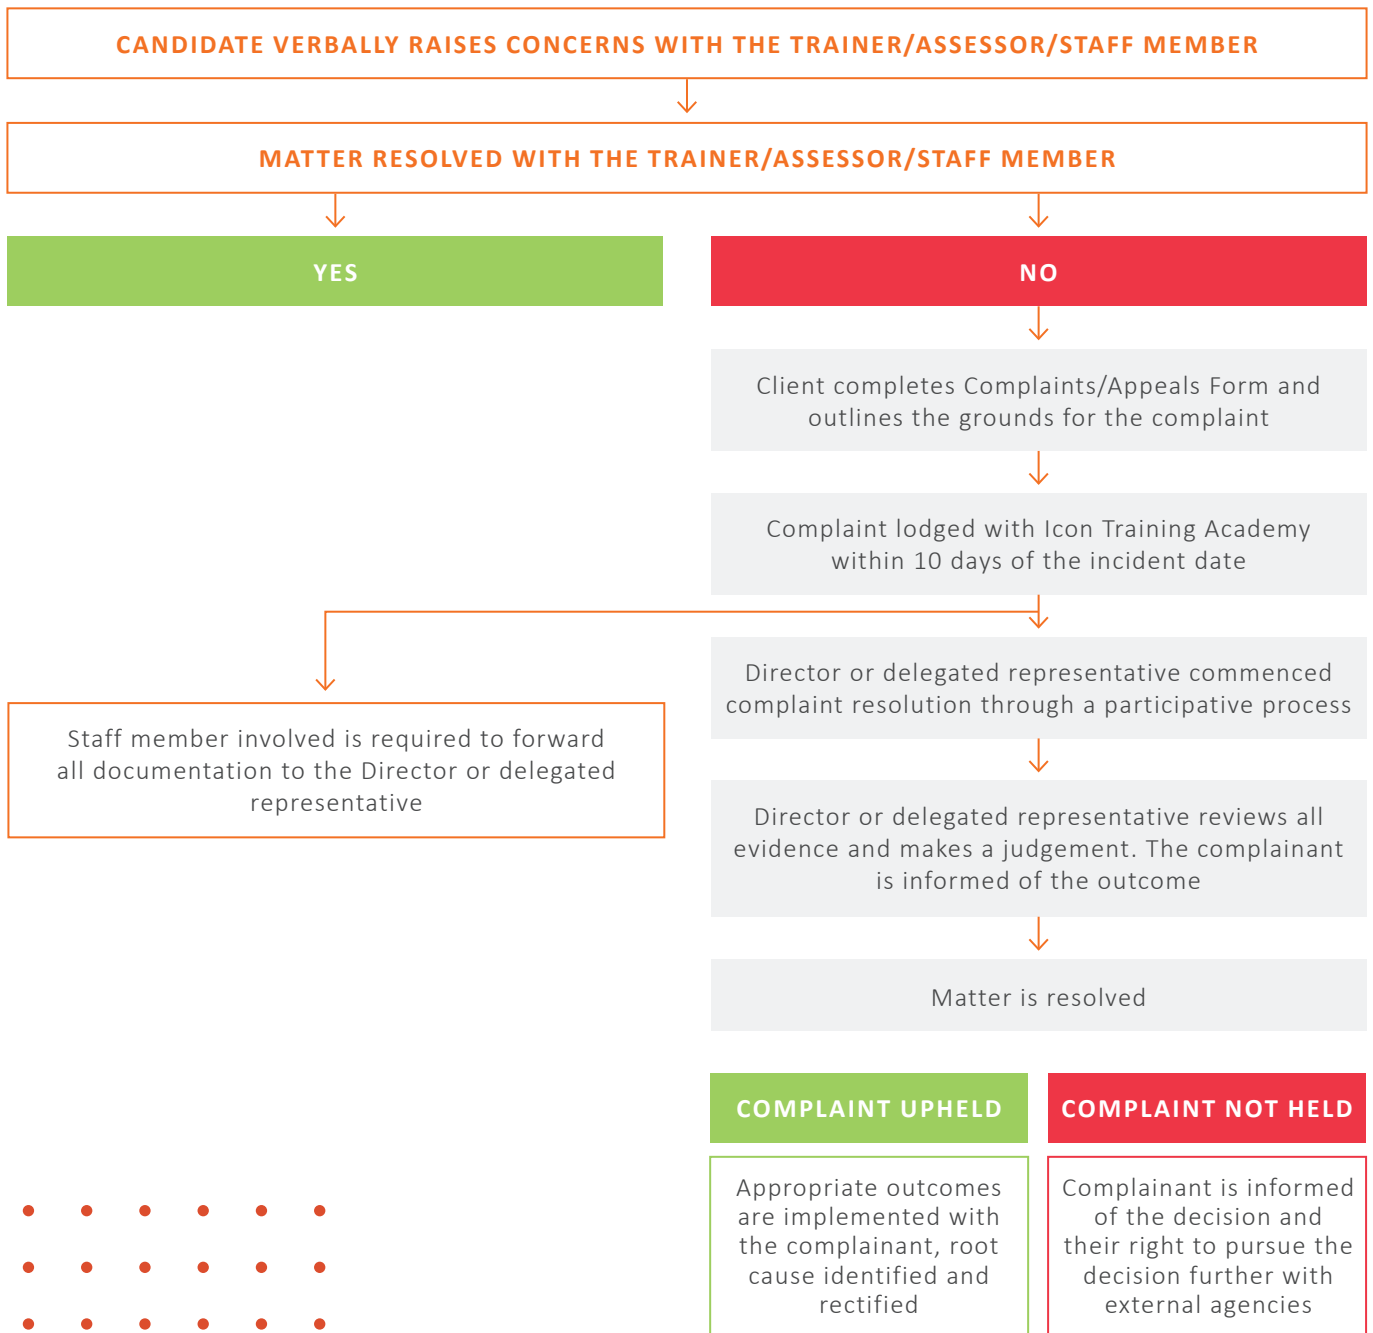 CANDIDATE VERBALLY RAISES CONCERNS WITH THE TRAINER/ASSESSOR/STAFF MEMBER
MATTER RESOLVED WITH THE TRAINER/ASSESSOR/STAFF MEMBER
YES
NO
Client completes Complaints/Appeals Form and
outlines the grounds for the complaint
Complaint lodged with Icon Training Academy
within 10 days of the incident date
Director or delegated representative commenced
complaint resolution through a participative process
Staff member involved is required to forward
all documentation to the Director or delegated
representative
Director or delegated representative reviews all
evidence and makes a judgement. The complainant
is informed of the outcome
Matter is resolved
COMPLAINT UPHELD
Appropriate outcomes
are implemented with
the complainant, root
cause identified and
rectified
COMPLAINT NOT HELD
Complainant is informed
of the decision and
their right to pursue the
decision further with
external agencies